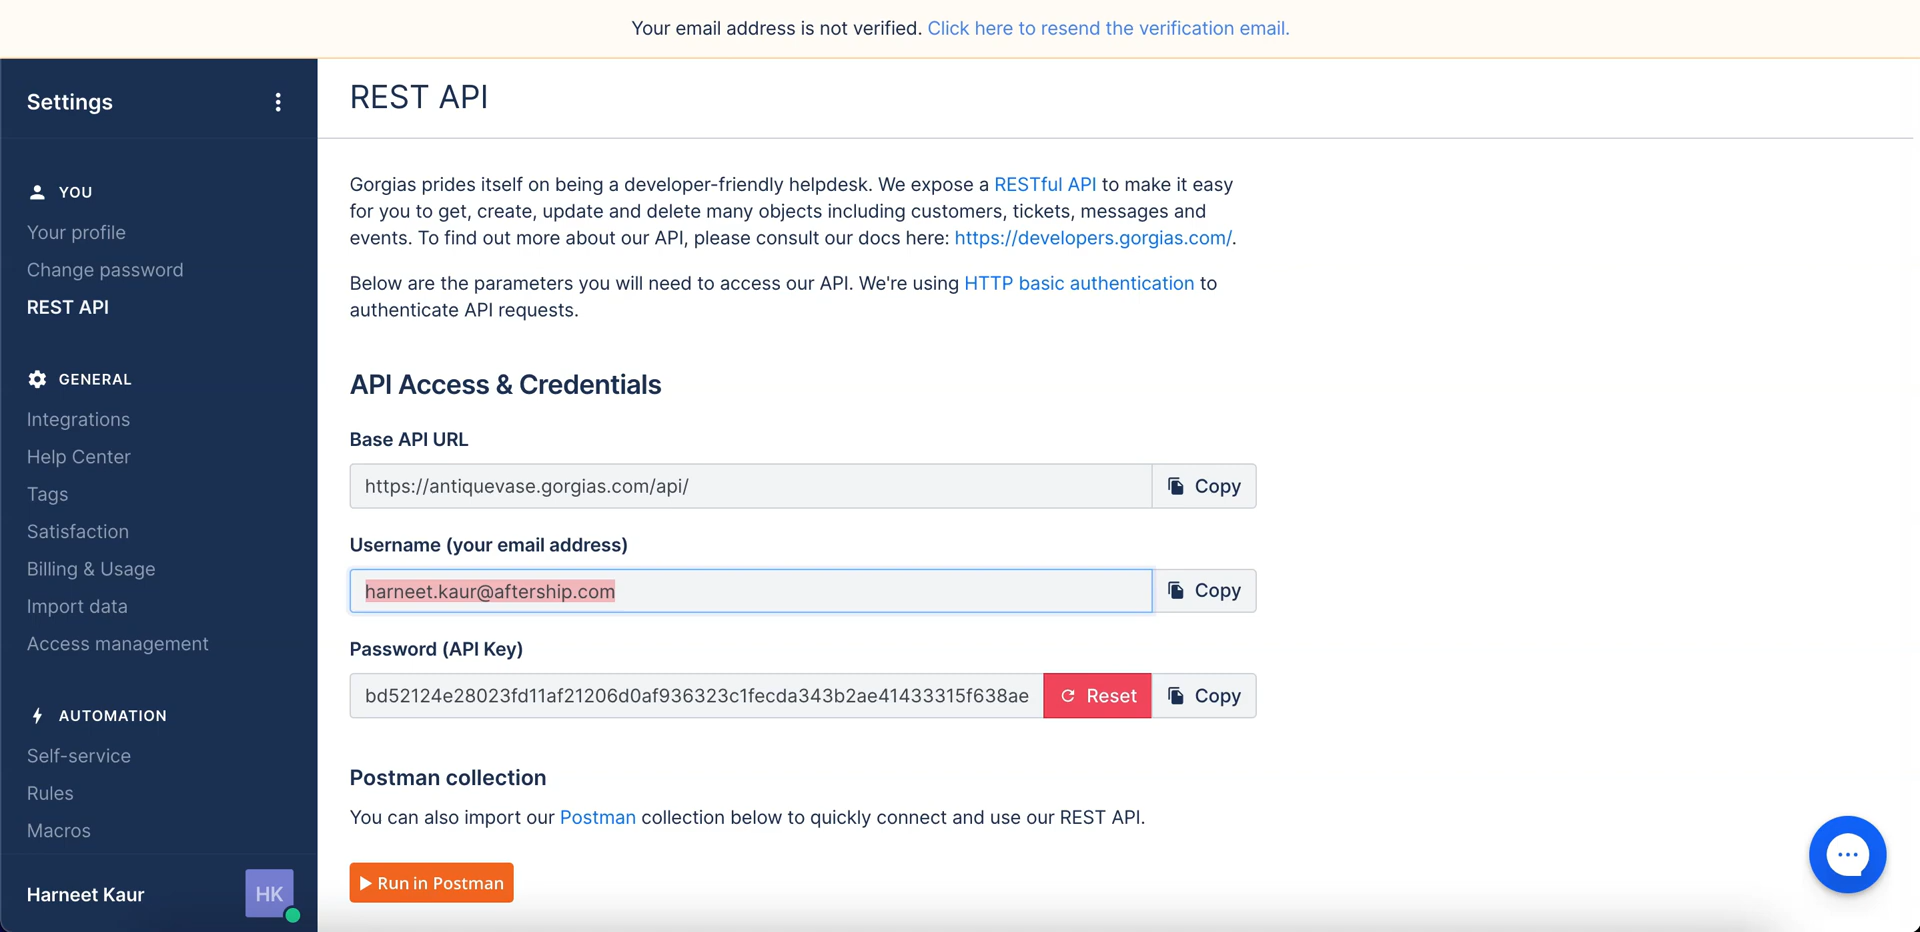 Your email address is not verified. Click here to resend the verification email.
Settings
YOU
Your profile
Change password
REST API
GENERAL
Integrations
Help Center
Tags
Satisfaction
Billing & Usage
Import data
Access management
AUTOMATION
Self-service
Rules
Macros
Harneet Kaur
HK
REST API
Gorgias prides itself on being a developer-friendly helpdesk. We expose a RESTful API to make it easy
for you to get, create, update and delete many objects including customers, tickets, messages and
events. To find out more about our API, please consult our docs here: https://developers.gorgias.com/.
Below are the parameters you will need to access our API. We're using HTTP basic authentication to
authenticate API requests.
API Access & Credentials
Base API URL
https://antiquevase.gorgias.com/api/
Copy
Username (your email address)
harneet.kaur@aftership.com
Copy
Password (API Key)
bd52124e28023fd11af21206d0af936323c1fecda343b2ae41433315f638ae
Reset
Copy
Postman collection
You can also import our Postman collection below to quickly connect and use our REST API.
Run in Postman